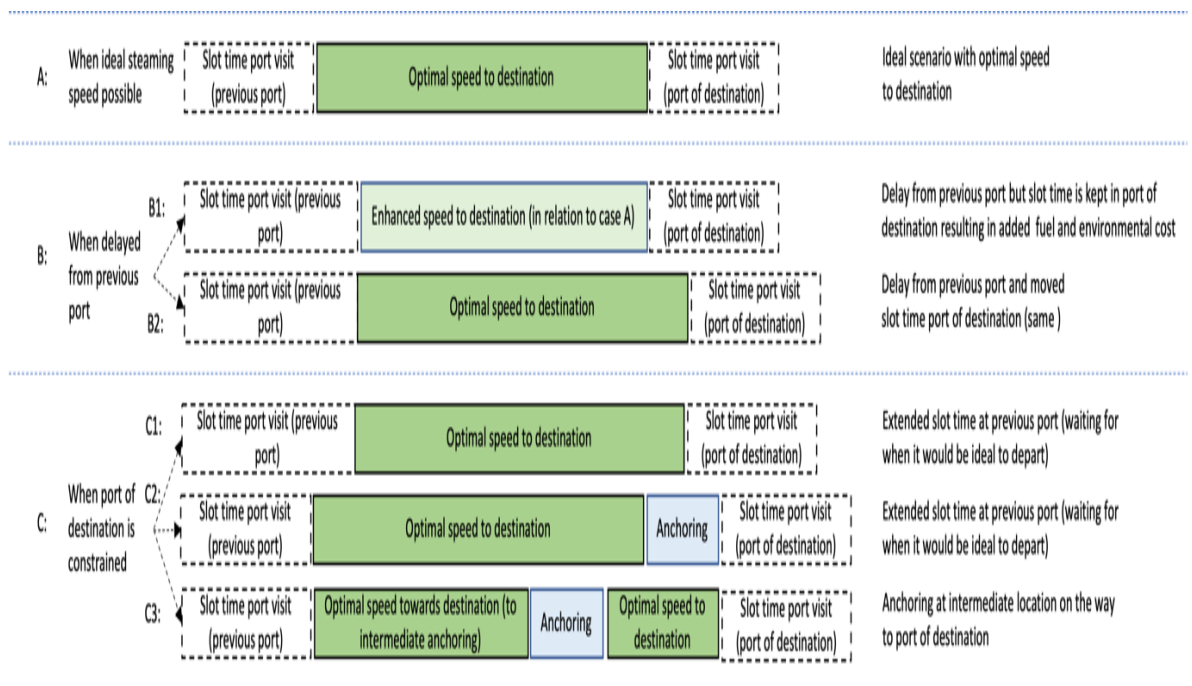 A:
When ideal steaming
speed possible
Slot time port visit
(previous port)
Optimal speed to destination
Slot time port visit
(port of destination)
Ideal scenario with optimal speed
to destination
B:
When delayed
from previous
port
B1:
Slot time port visit (previous
port)
Enhanced speed to destination (in relation to case A)
Slot time port visit
(port of destination)
Delay from previous port but slot time is kept in port of
destination resulting in added fuel and environmental cost
B2:
Slot time port visit (previous
port)
Optimal speed to destination
Slot time port visit
(port of destination)
Delay from previous port and moved
slot time port of destination (same )
C:
When port of
destination is
constrained
C1:
Slot time port visit (previous
port)
Optimal speed to destination
Slot time port visit
(port of destination)
Extended slot time at previous port (waiting for
when it would be ideal to depart)
C2:
Slot time port visit
(previous port)
Optimal speed to destination
Anchoring
Slot time port visit
(port of destination)
Extended slot time at previous port (waiting for
when it would be ideal to depart)
C3:
Slot time port visit
(previous port)
Optimal speed towards destination (to
intermediate anchoring)
Anchoring
Optimal speed to
destination
Slot time port visit
(port of destination)
Anchoring at intermediate location on the way
to port of destination